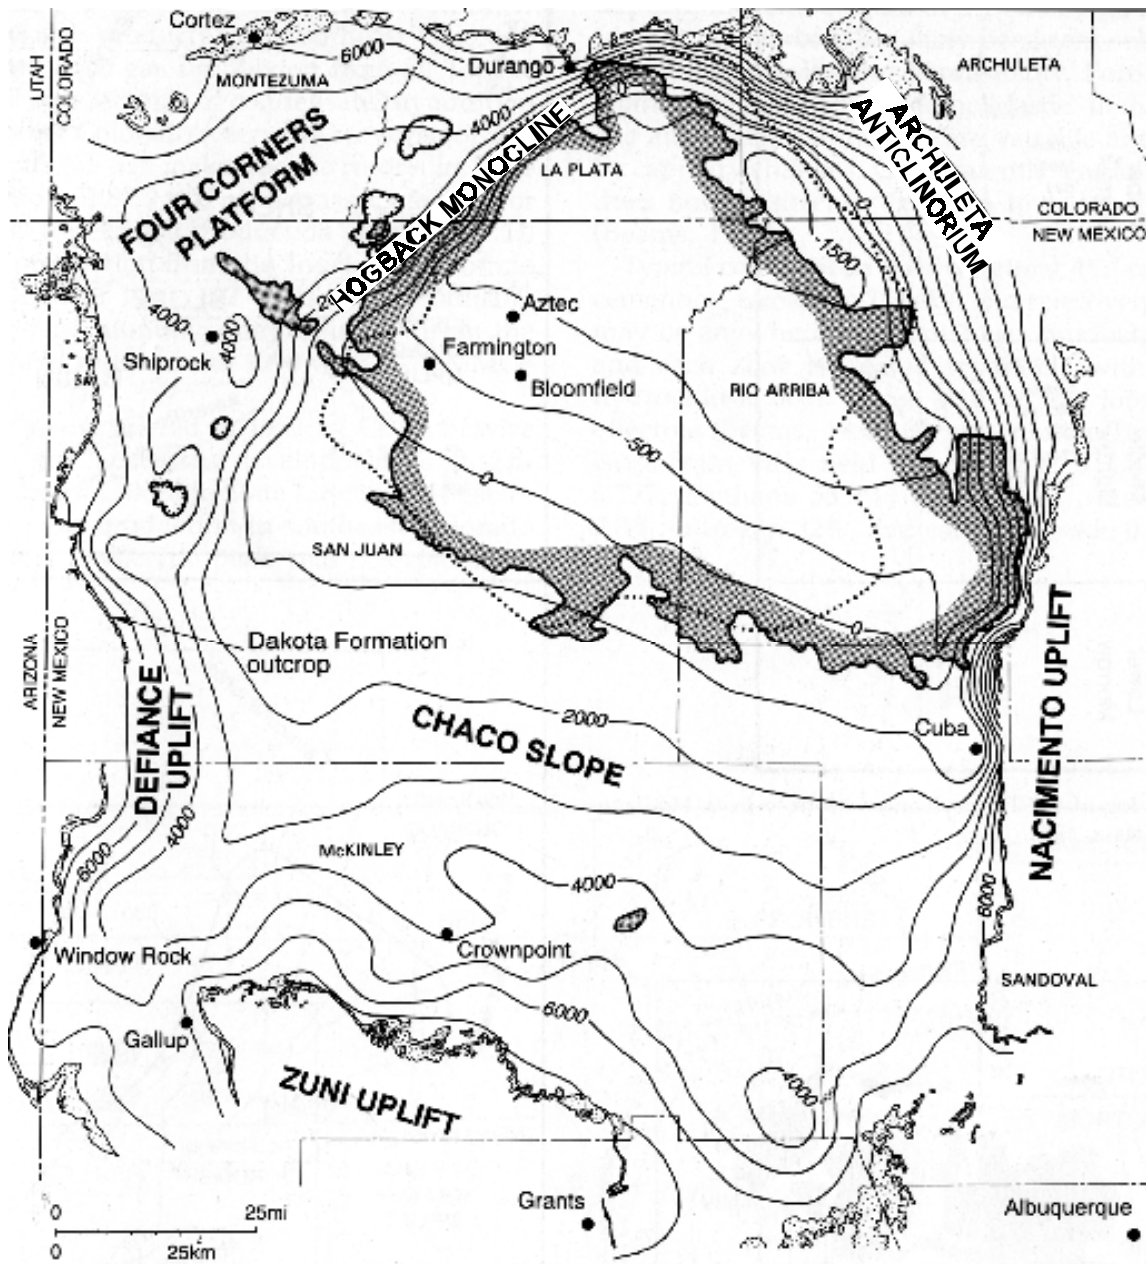 Cortez
UTAH
COLORADO
6000
MONTEZUMA
Durango
0
ARCHULETA
4000
ARCHULETA
ANTICLINORIUM
FOUR CORNERS
PLATFORM
HOGBACK MONOCLINE
LA PLATA
0
COLORADO
NEW MEXICO
-1500
4000
4000
Shiprock
Aztec
Farmington
Bloomfield
RIO ARRIBA
-500
0
SAN JUAN
ARIZONA
NEW MEXICO
Dakota Formation
outcrop
0
DEFIANCE
UPLIFT
NACIMIENTO UPLIFT
2000
CHACO SLOPE
Cuba
4000
6000
McKINLEY
4000
6000
Window Rock
Crownpoint
SANDOVAL
6000
Gallup
ZUNI UPLIFT
4000
Grants
Albuquerque
0 25mi
0 25km